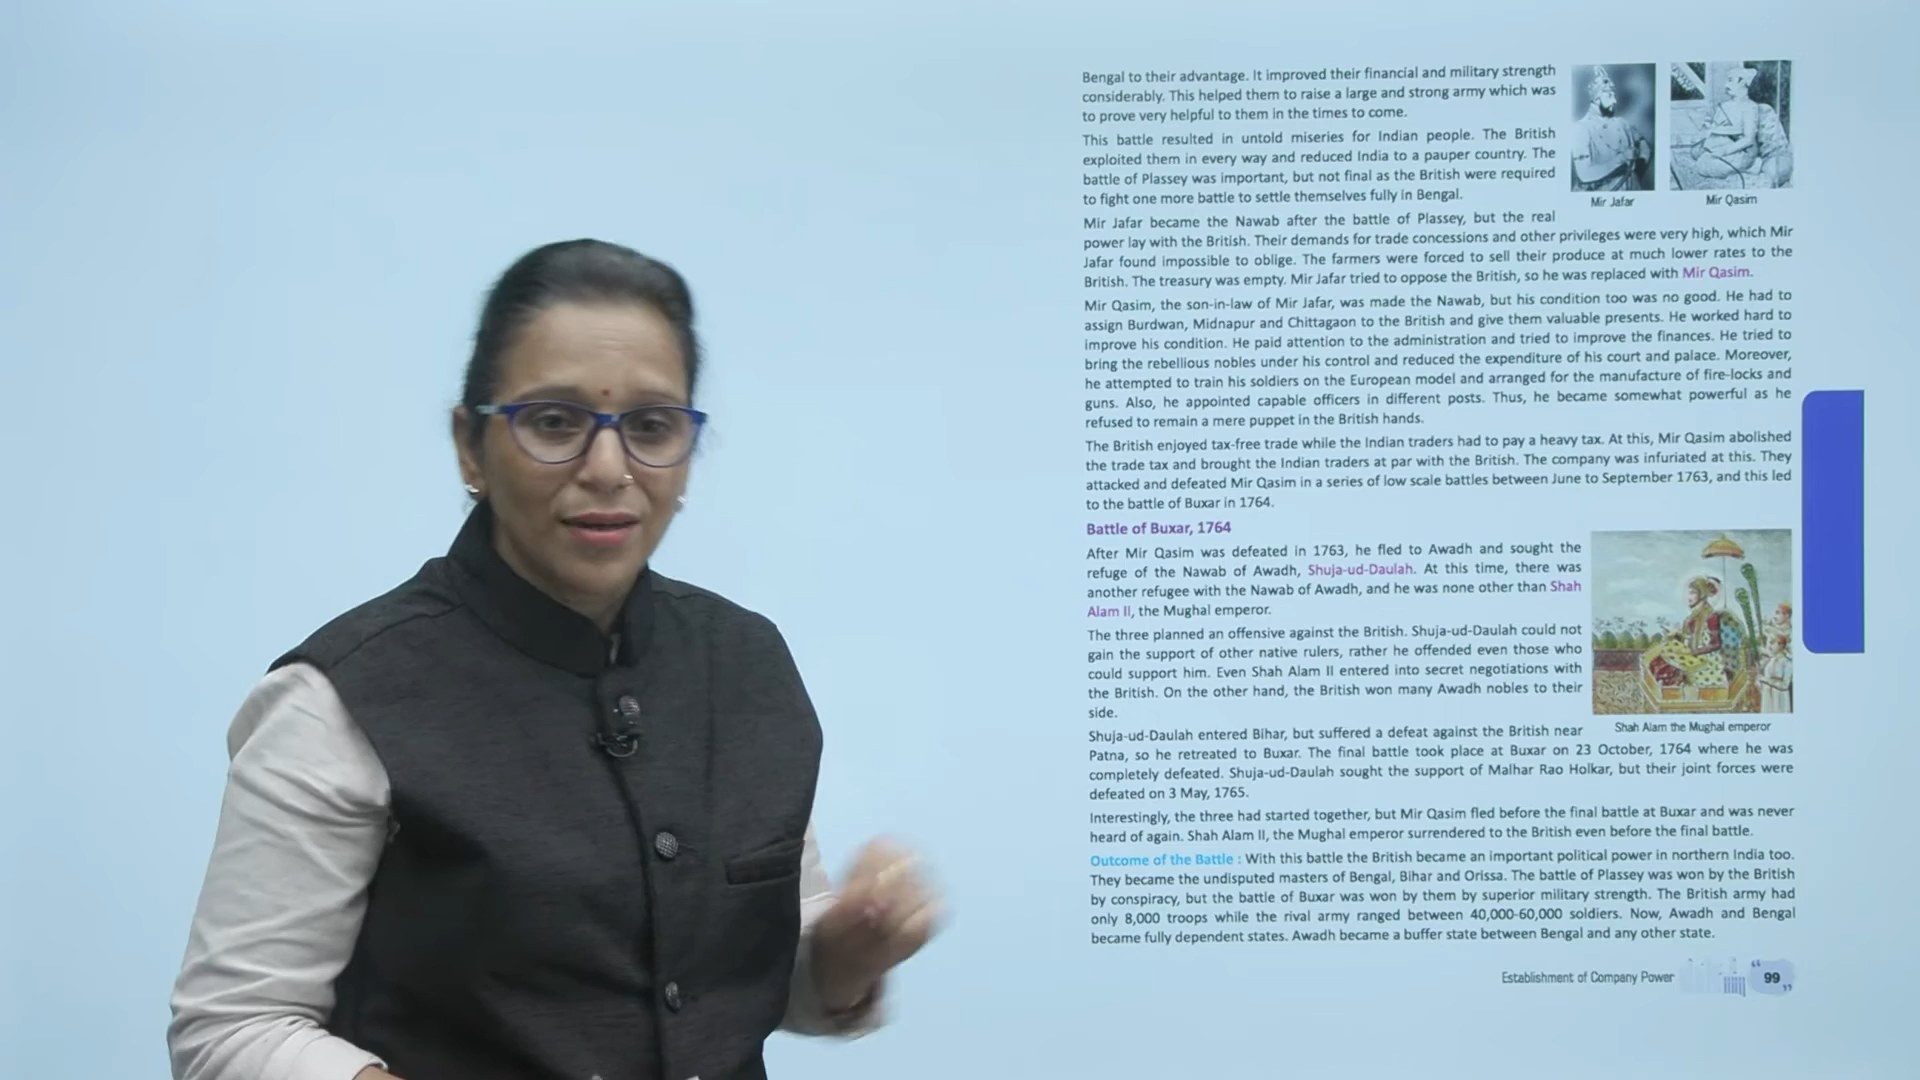 Bengal to their advantage. It improved their financial and military strength
considerably. This helped them to raise a large and strong army which was
to prove very helpful to them in the times to come.
This battle resulted in untold miseries for Indian people. The British
exploited them in every way and reduced India to a pauper country. The
battle of Plassey was important, but not final as the British were required
to fight one more battle to settle themselves fully in Bengal.
Mir Jafar
Mir Qasim
Mir Jafar became the Nawab after the battle of Plassey, but the real
power lay with the British. Their demands for trade concessions and other privileges were very high, which Mir
Jafar found impossible to oblige. The farmers were forced to sell their produce at much lower rates to the
British. The treasury was empty. Mir Jafar tried to oppose the British, so he was replaced with Mir Qasim.
Mir Qasim, the son-in-law of Mir Jafar, was made the Nawab, but his condition too was no good. He had to
assign Burdwan, Midnapur and Chittagaon to the British and give them valuable presents. He worked hard to
improve his condition. He paid attention to the administration and tried to improve the finances. He tried to
bring the rebellious nobles under his control and reduced the expenditure of his court and palace. Moreover,
he attempted to train his soldiers on the European model and arranged for the manufacture of fire-locks and
guns. Also, he appointed capable officers in different posts. Thus, he became somewhat powerful as he
refused to remain a mere puppet in the British hands.
The British enjoyed tax-free trade while the Indian traders had to pay a heavy tax. At this, Mir Qasim abolished
the trade tax and brought the Indian traders at par with the British. The company was infuriated at this. They
attacked and defeated Mir Qasim in a series of low scale battles between June to September 1763, and this led
to the battle of Buxar in 1764.
Battle of Buxar, 1764
After Mir Qasim was defeated in 1763, he fled to Awadh and sought the
refuge of the Nawab of Awadh, Shuja-ud-Daulah. At this time, there was
another refugee with the Nawab of Awadh, and he was none other than Shah
Alam II, the Mughal emperor.
The three planned an offensive against the British. Shuja-ud-Daulah could not
gain the support of other native rulers, rather he offended even those who
could support him. Even Shah Alam II entered into secret negotiations with
the British. On the other hand, the British won many Awadh nobles to their
side.
Shah Alam the Mughal emperor
Shuja-ud-Daulah entered Bihar, but suffered a defeat against the British near
Patna, so he retreated to Buxar. The final battle took place at Buxar on 23 October, 1764 where he was
completely defeated. Shuja-ud-Daulah sought the support of Malhar Rao Holkar, but their joint forces were
defeated on 3 May, 1765.
Interestingly, the three had started together, but Mir Qasim fled before the final battle at Buxar and was never
heard of again. Shah Alam II, the Mughal emperor surrendered to the British even before the final battle.
Outcome of the Battle : With this battle the British became an important political power in northern India too.
They became the undisputed masters of Bengal, Bihar and Orissa. The battle of Plassey was won by the British
by conspiracy, but the battle of Buxar was won by them by superior military strength. The British army had
only 8,000 troops while the rival army ranged between 40,000-60,000 soldiers. Now, Awadh and Bengal
became fully dependent states. Awadh became a buffer state between Bengal and any other state.
Establishment of Company Power
“ 99 ”